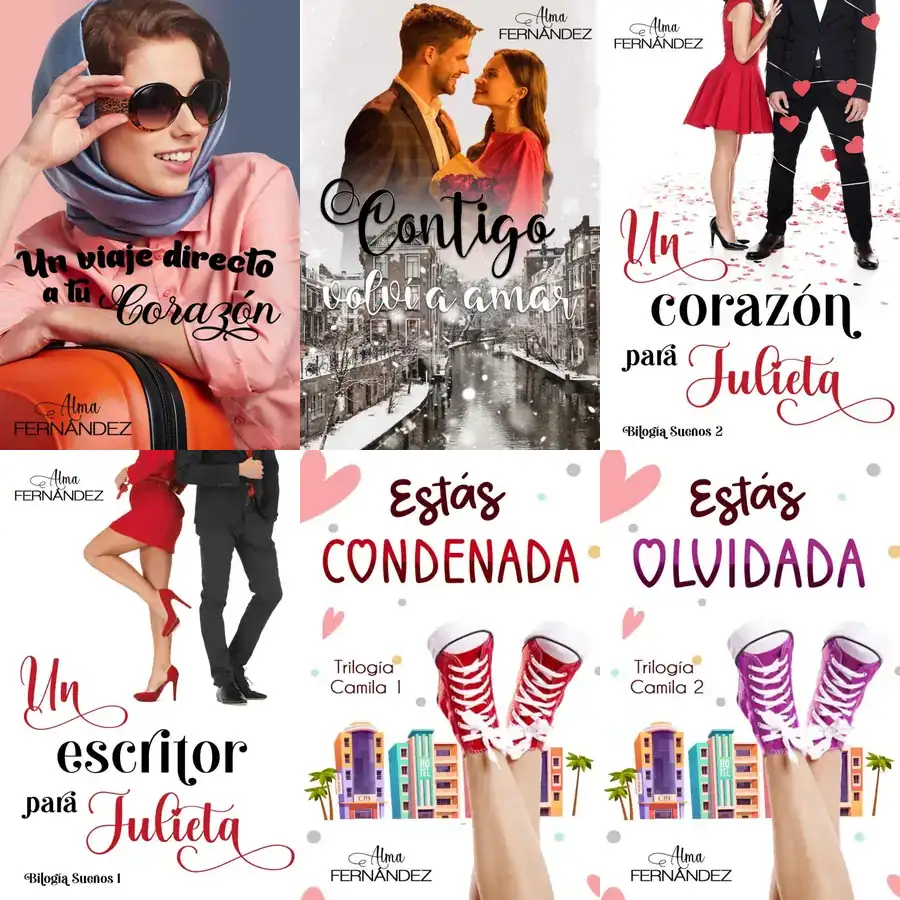 Un viaje directo
a tu Corazón
Alma
FERNÁNDEZ
Alma
FERNÁNDEZ
Contigo
volví a amar
Alma
FERNÁNDEZ
Un
corazón
para Julieta
Bilogía Sueños 2
Alma
FERNÁNDEZ
Un
escritor
para Julieta
Bilogía Sueños 1
Estás
CONDENADA
Trilogía
Camila 1
HOTEL
Alma
FERNÁNDEZ
Estás
OLVIDADA
Trilogía
Camila 2
HOTEL
Alma
FERNÁNDEZ